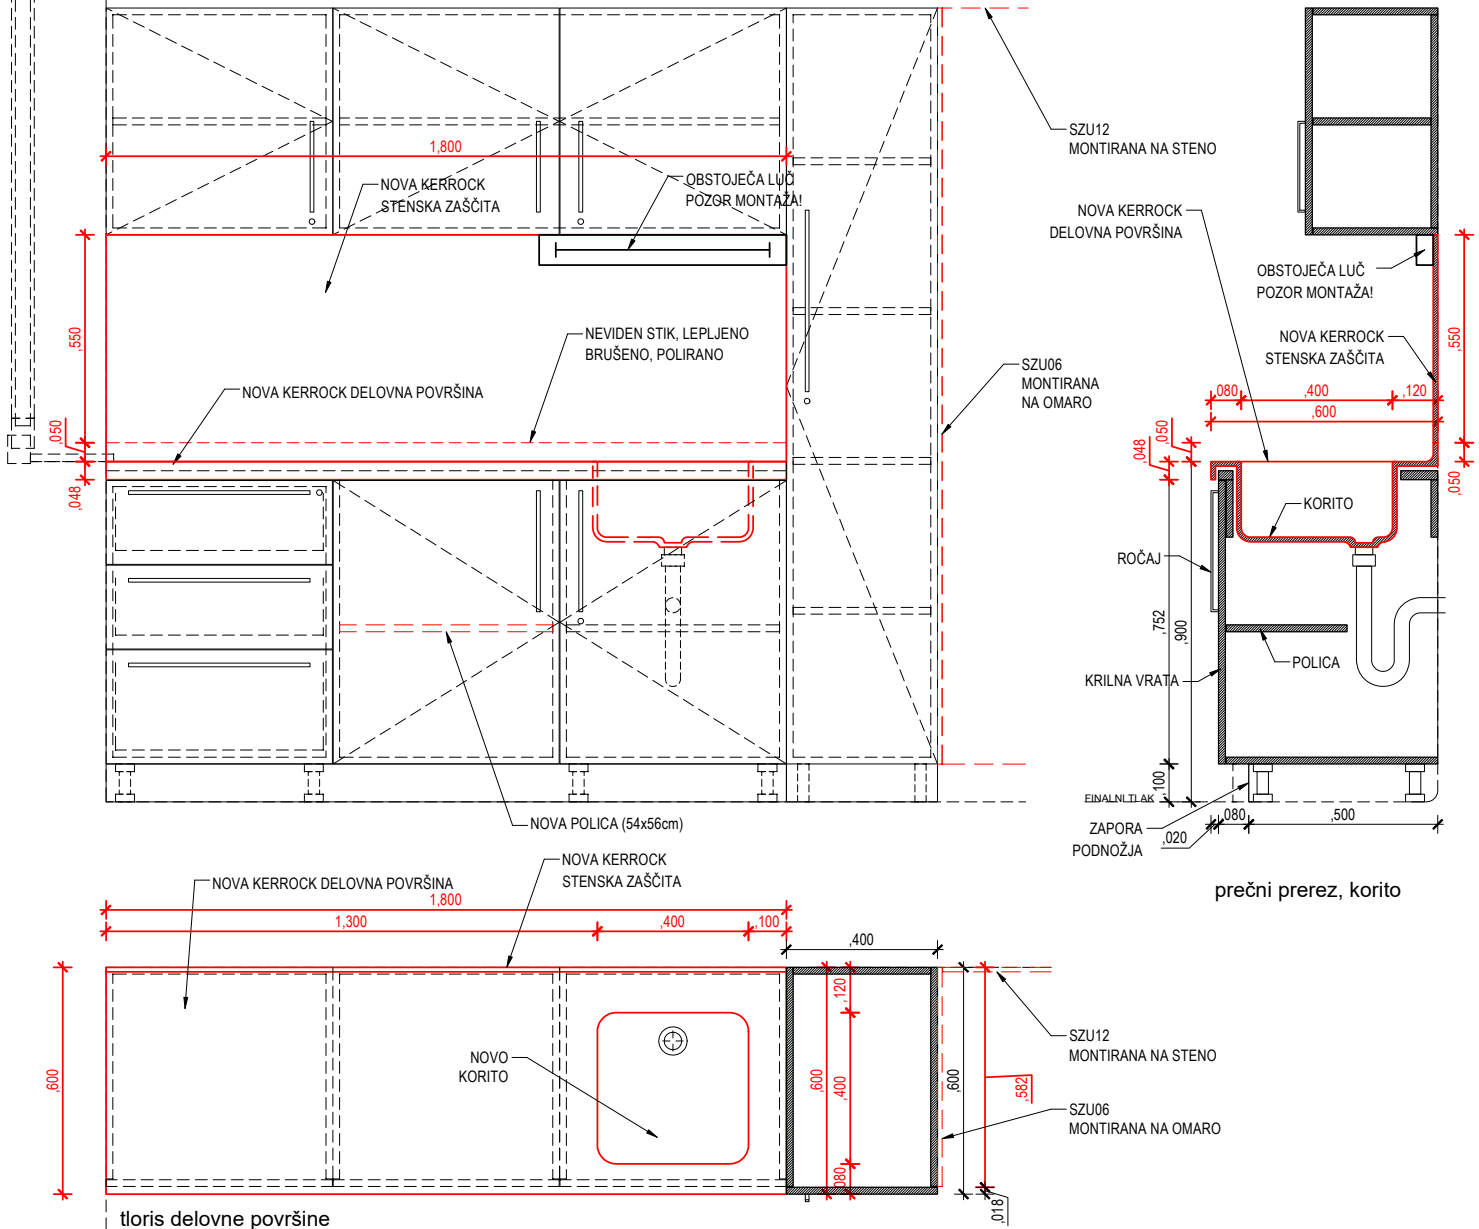 SZU12
MONTIRANA NA STENO
1,800
NOVA KERROCK
STENSKA ZAŠČITA
OBSTOJEČA LUČ
POZOR MONTAŽA!
,550
NEVIDEN STIK, LEPLJENO
BRUŠENO, POLIRANO
NOVA KERROCK DELOVNA POVRŠINA
SZU06
MONTIRANA
NA OMARO
,050
,048
NOVA POLICA (54x56cm)
NOVA KERROCK
DELOVNA POVRŠINA
OBSTOJEČA LUČ
POZOR MONTAŽA!
NOVA KERROCK
STENSKA ZAŠČITA
,550
,080
,400
,120
,600
,050
,048
,050
KORITO
ROČAJ
,752
,900
POLICA
KRILNA VRATA
,100
FINALNI TLAK
,080
,500
ZAPORA
PODNOŽJA
,020
prečni prerez, korito
NOVA KERROCK DELOVNA POVRŠINA
NOVA KERROCK
STENSKA ZAŠČITA
1,800
1,300
,400
,100
,400
,120
SZU12
MONTIRANA NA STENO
NOVO
KORITO
,600
,600
,400
,600
,582
SZU06
MONTIRANA NA OMARO
,080
,018
tloris delovne površine